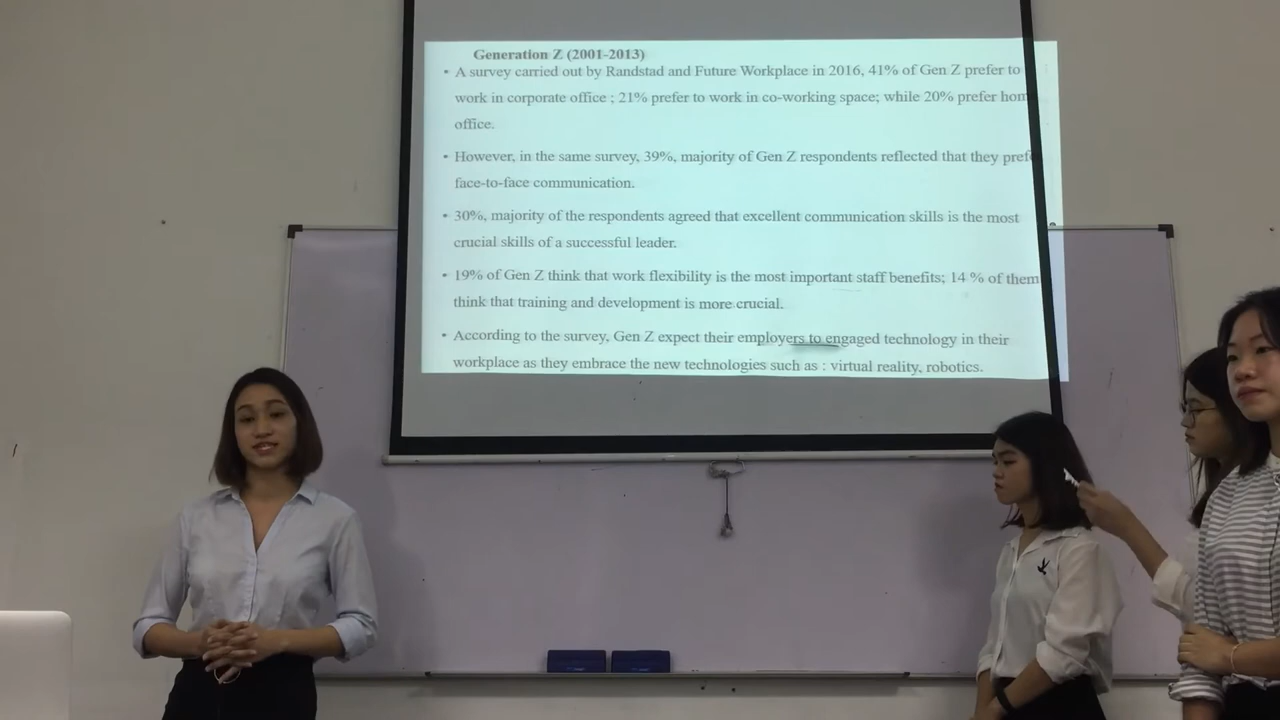 Generation Z (2001-2013)
• A survey carried out by Randstad and Future Workplace in 2016, 41% of Gen Z prefer to
work in corporate office ; 21% prefer to work in co-working space; while 20% prefer hom
office.
• However, in the same survey, 39%, majority of Gen Z respondents reflected that they pref
face-to-face communication.
• 30%, majority of the respondents agreed that excellent communication skills is the most
crucial skills of a successful leader.
• 19% of Gen Z think that work flexibility is the most important staff benefits; 14 % of them
think that training and development is more crucial.
• According to the survey, Gen Z expect their employers to engaged technology in their
workplace as they embrace the new technologies such as : virtual reality, robotics.